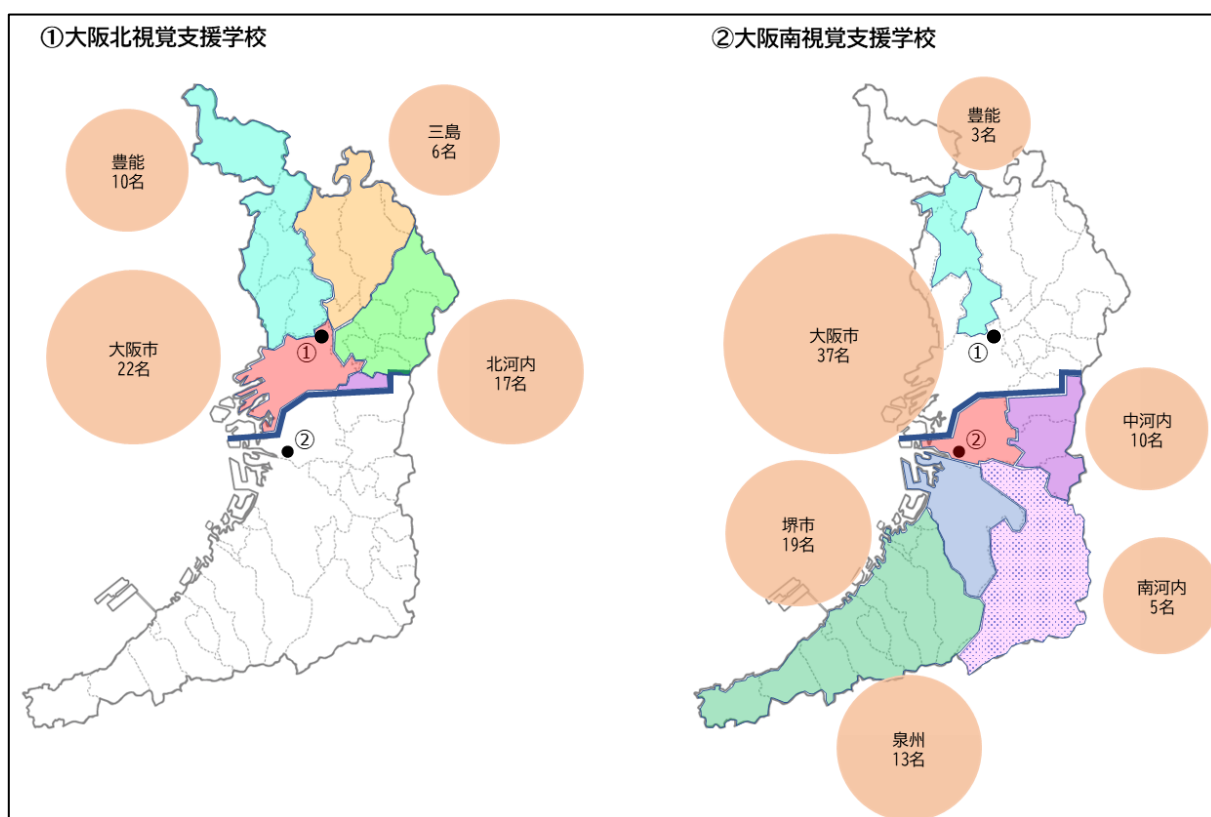 ①大阪北視覚支援学校
豊能
10名
三島
6名
大阪市
22名
北河内
17名
①
②
②大阪南視覚支援学校
豊能
3名
大阪市
37名
①
②
中河内
10名
堺市
19名
南河内
5名
泉州
13名